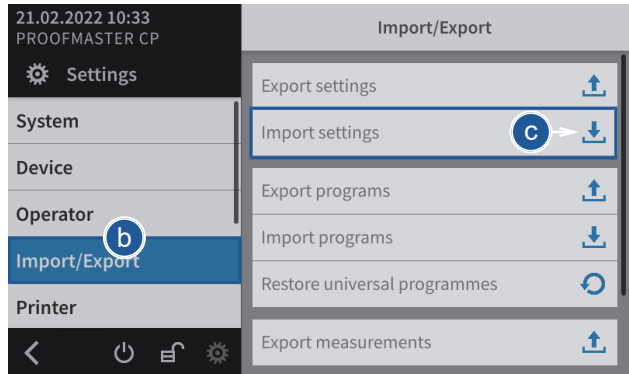 21.02.2022 10:33
PROOFMASTER CP
Settings
System
Device
Operator
b
Import/Export
Printer
Import/Export
Export settings
Import settings
c
Export programs
Import programs
Restore universal programmes
Export measurements